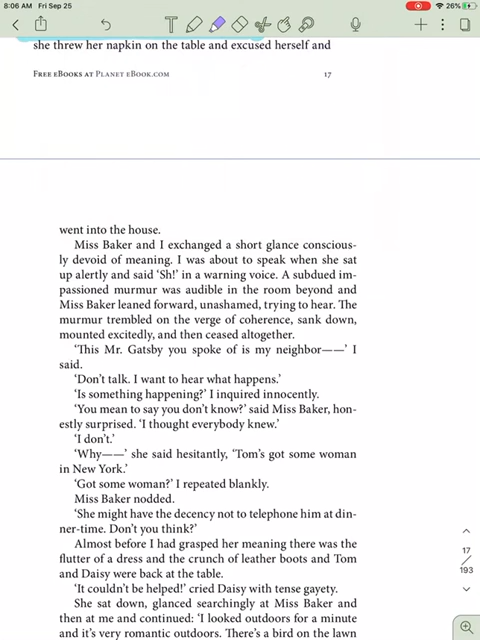 8:06 AM Fri Sep 25
26%
she threw her napkin on the table and excused herself and
FREE EBOOKS AT PLANET EBOOK.COM 17
went into the house.
Miss Baker and I exchanged a short glance conscious-
ly devoid of meaning. I was about to speak when she sat
up alertly and said ‘Sh!’ in a warning voice. A subdued im-
passioned murmur was audible in the room beyond and
Miss Baker leaned forward, unashamed, trying to hear. The
murmur trembled on the verge of coherence, sank down,
mounted excitedly, and then ceased altogether.
‘This Mr. Gatsby you spoke of is my neighbor——’ I
said.
‘Don’t talk. I want to hear what happens.’
‘Is something happening?’ I inquired innocently.
‘You mean to say you don’t know?’ said Miss Baker, hon-
estly surprised. ‘I thought everybody knew.’
‘I don’t.’
‘Why——’ she said hesitantly, ‘Tom’s got some woman
in New York.’
‘Got some woman?’ I repeated blankly.
Miss Baker nodded.
‘She might have the decency not to telephone him at din-
ner-time. Don’t you think?’
Almost before I had grasped her meaning there was the
flutter of a dress and the crunch of leather boots and Tom
and Daisy were back at the table.
‘It couldn’t be helped!’ cried Daisy with tense gayety.
She sat down, glanced searchingly at Miss Baker and
then at me and continued: ‘I looked outdoors for a minute
and it’s very romantic outdoors. There’s a bird on the lawn
17
193